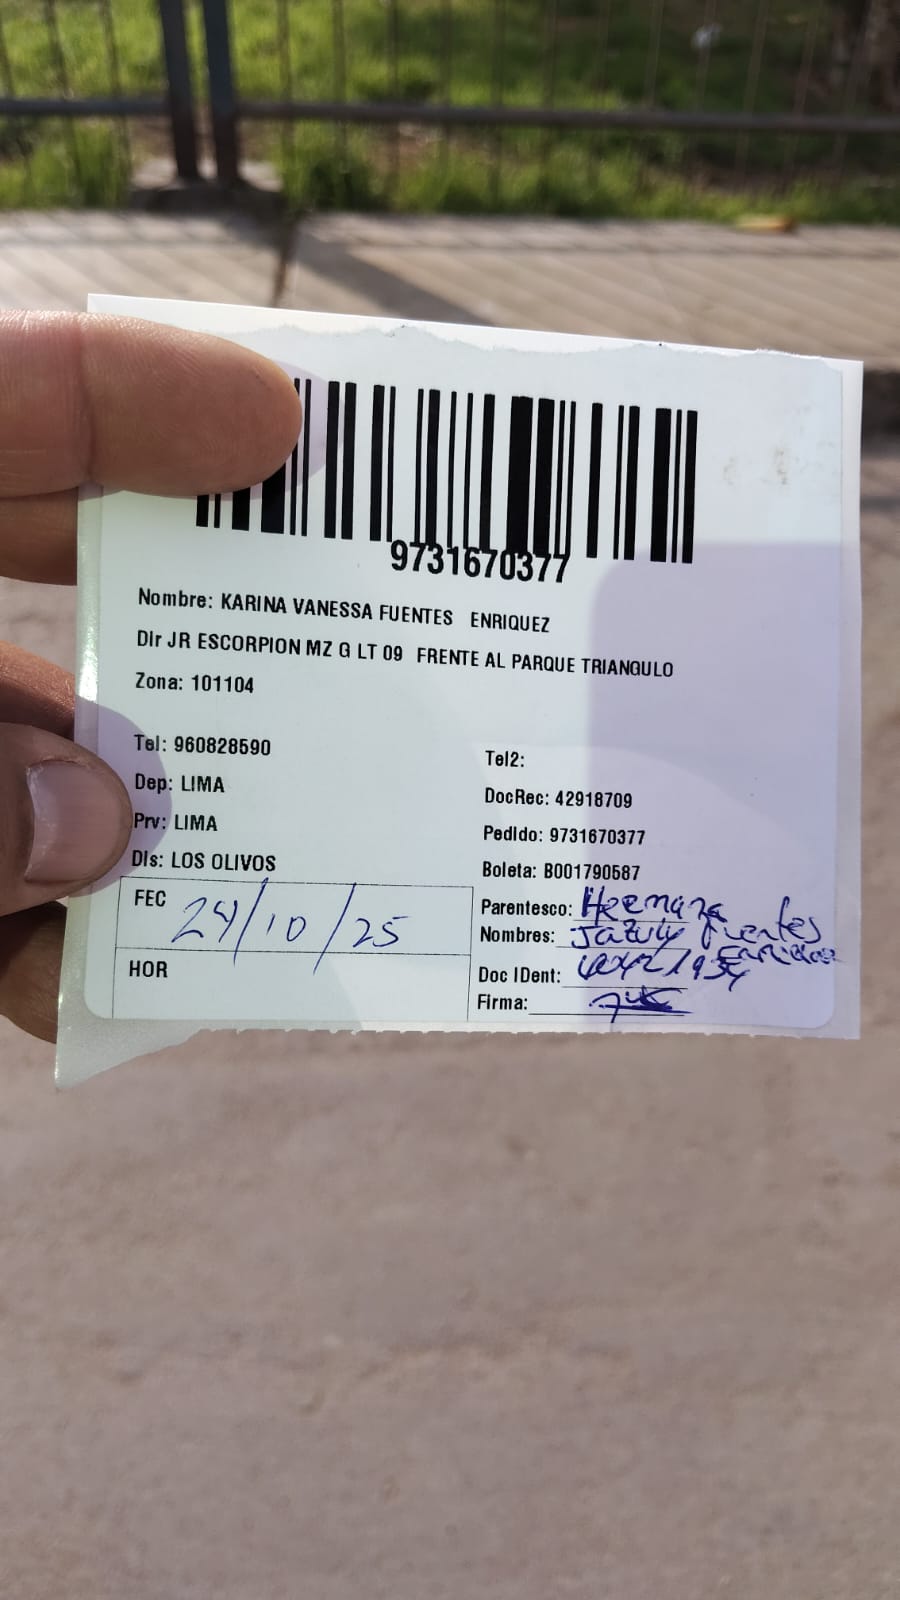 9731670377
Nombre: KARINA VANESSA FUENTES ENRIQUEZ
Dir JR ESCORPION MZ G LT 09 FRENTE AL PARQUE TRIANGULO
Zona: 101104
Tel: 960828590
Tel2:
Dep: LIMA
DocRec: 42918709
Prv: LIMA
Pedido: 9731670377
Dis: LOS OLIVOS
Boleta: B001790587
FEC 24/10/25
Parentesco: Hermana
Nombres: Fuentes
HOR
Doc IDent:
Firma: